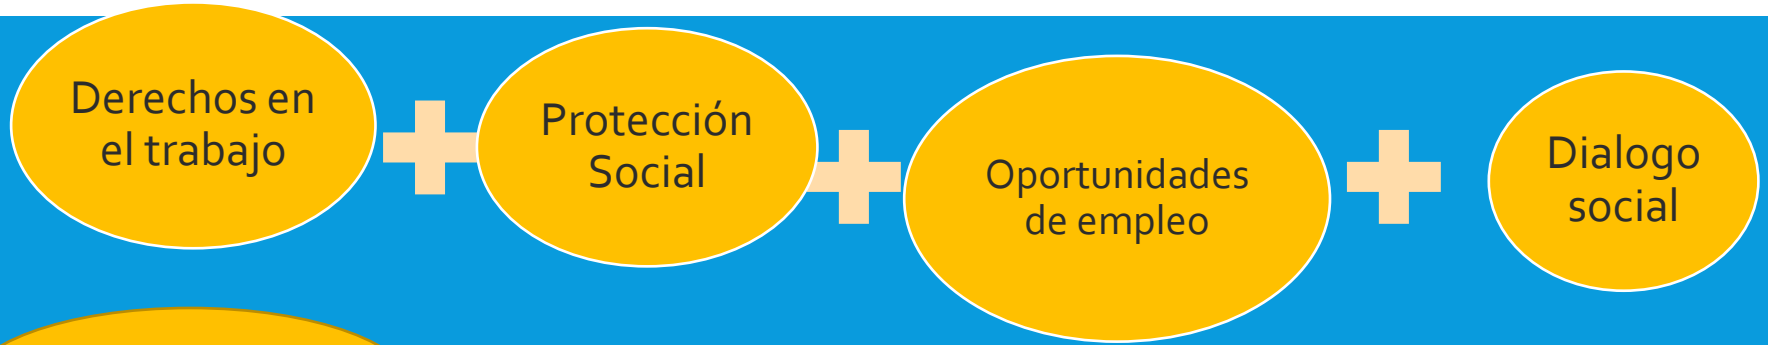 Derechos en
el trabajo
Protección
Social
Oportunidades
de empleo
Dialogo
social